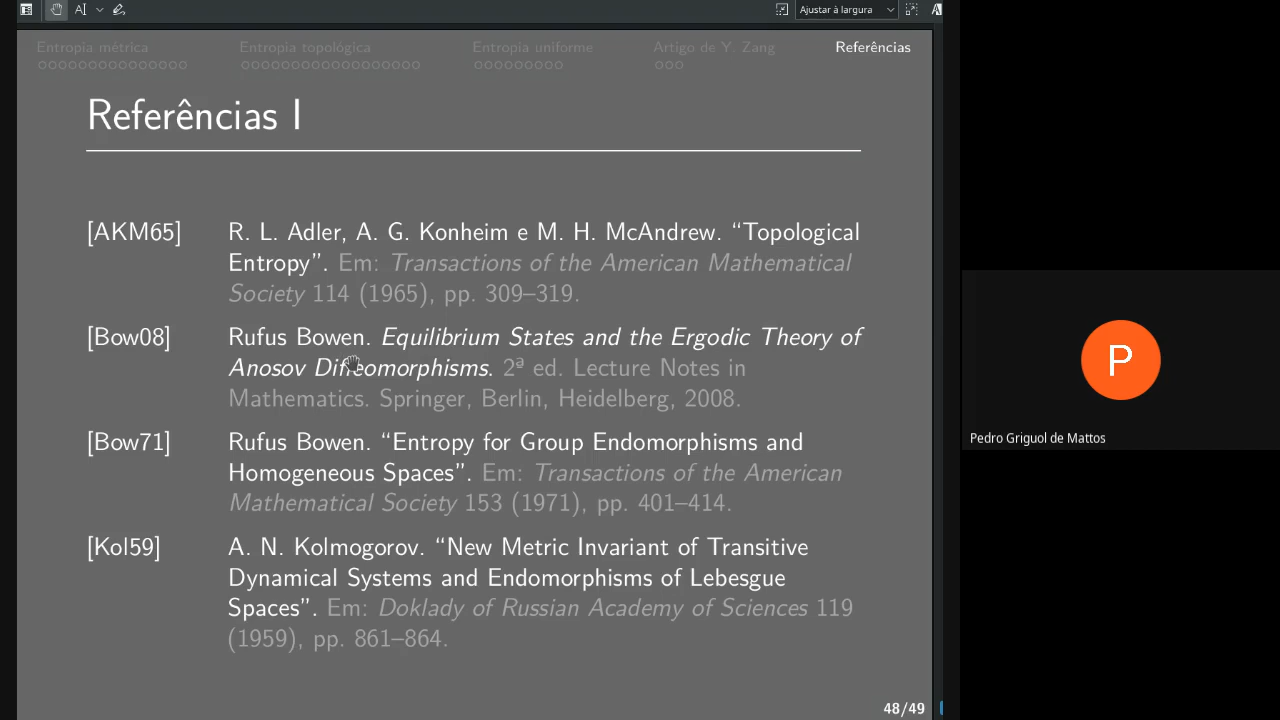 Ajustar à largura
Entropia métrica Entropia topológica Entropia uniforme Artigo de Y. Zang Referências
Referências I
[AKM65] R. L. Adler, A. G. Konheim e M. H. McAndrew. “Topological
Entropy”. Em: Transactions of the American Mathematical
Society 114 (1965), pp. 309–319.
[Bow08] Rufus Bowen. Equilibrium States and the Ergodic Theory of
Anosov Diffeomorphisms. 2ª ed. Lecture Notes in
Mathematics. Springer, Berlin, Heidelberg, 2008.
[Bow71] Rufus Bowen. “Entropy for Group Endomorphisms and
Homogeneous Spaces”. Em: Transactions of the American
Mathematical Society 153 (1971), pp. 401–414.
[Kol59] A. N. Kolmogorov. “New Metric Invariant of Transitive
Dynamical Systems and Endomorphisms of Lebesgue
Spaces”. Em: Doklady of Russian Academy of Sciences 119
(1959), pp. 861–864.
48/49
P
Pedro Griguol de Mattos